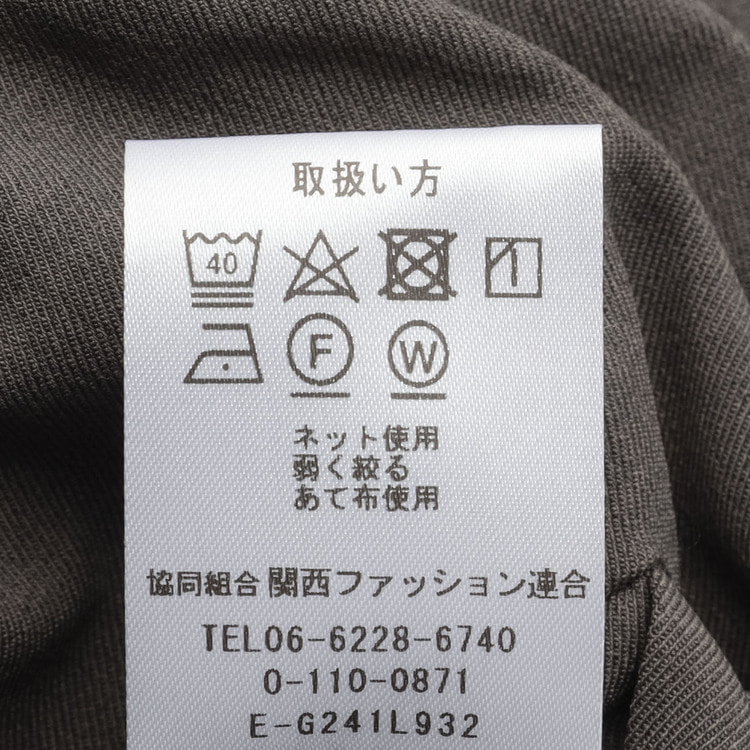 取扱い方
40
F W
ネット使用
弱く絞る
あて布使用
協同組合 関西ファッション連合
TEL06-6228-6740
0-110-0871
E-G241L932